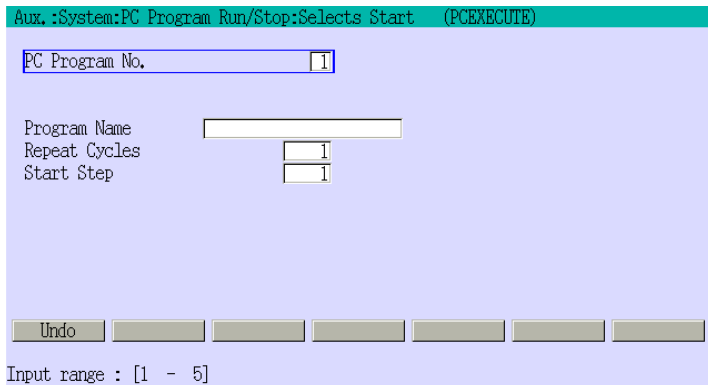 Aux.:System:PC Program Run/Stop:Selects Start (PCEXECUTE)
PC Program No. 1
Program Name
Repeat Cycles 1
Start Step 1
Undo
Input range : [1 - 5]